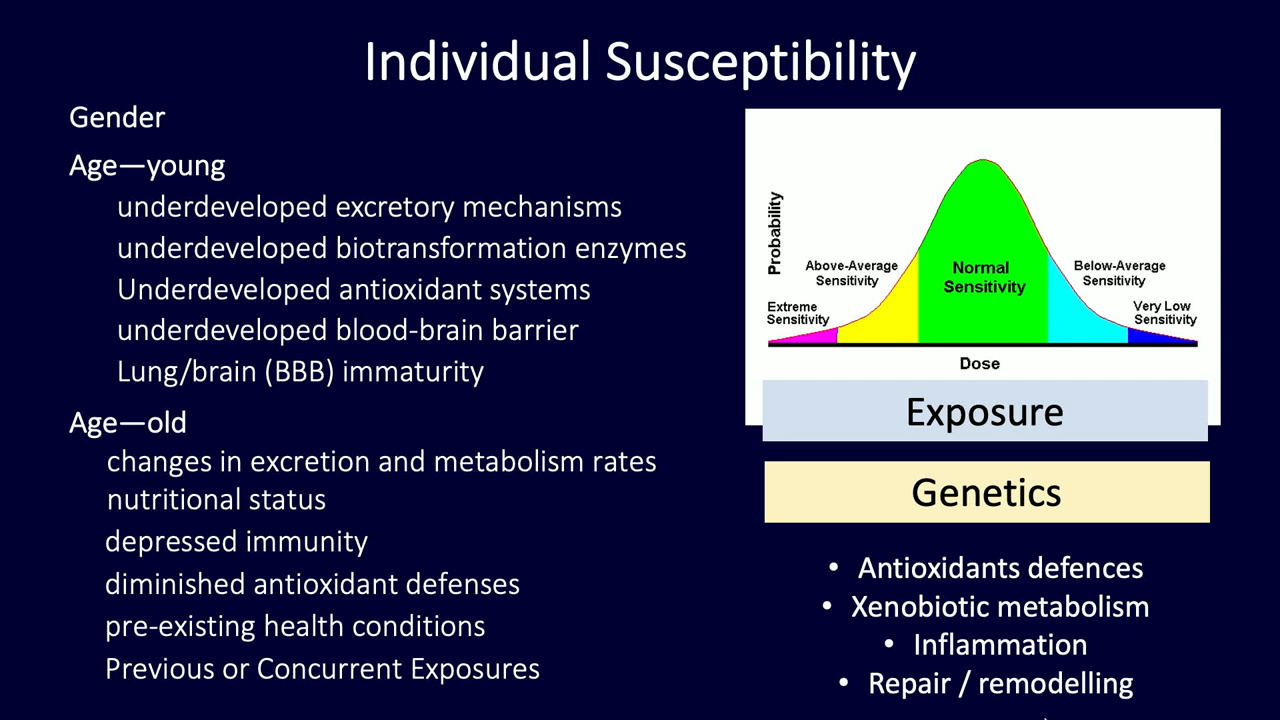 Individual Susceptibility
Gender
Age—young
underdeveloped excretory mechanisms
underdeveloped biotransformation enzymes
Underdeveloped antioxidant systems
underdeveloped blood-brain barrier
Lung/brain (BBB) immaturity
Age—old
changes in excretion and metabolism rates
nutritional status
depressed immunity
diminished antioxidant defenses
pre-existing health conditions
Previous or Concurrent Exposures
Probability
Extreme
Sensitivity
Above-Average
Sensitivity
Normal
Sensitivity
Below-Average
Sensitivity
Very Low
Sensitivity
Dose
Exposure
Genetics
• Antioxidants defences
• Xenobiotic metabolism
• Inflammation
• Repair / remodelling